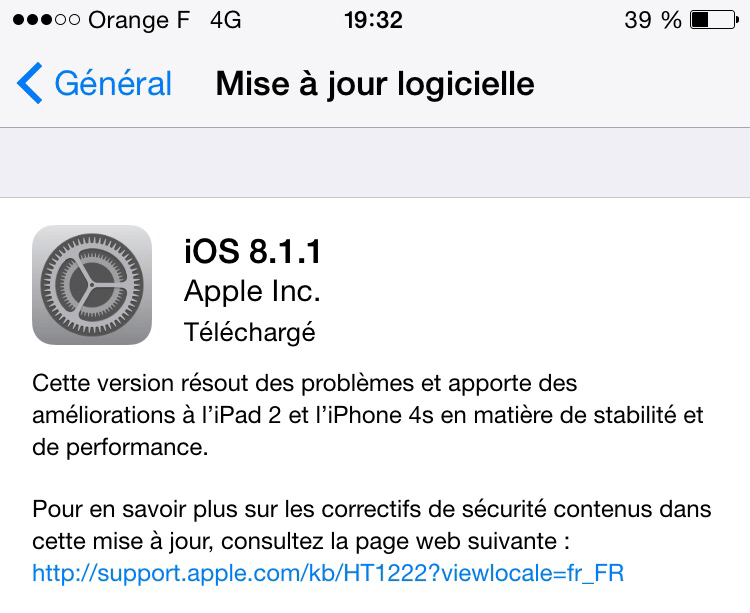 Orange F 4G 19:32 39 %
Général Mise à jour logicielle
iOS 8.1.1
Apple Inc.
Téléchargé
Cette version résout des problèmes et apporte des
améliorations à l’iPad 2 et l’iPhone 4s en matière de stabilité et
de performance.
Pour en savoir plus sur les correctifs de sécurité contenus dans
cette mise à jour, consultez la page web suivante :
http://support.apple.com/kb/HT1222?viewlocale=fr_FR